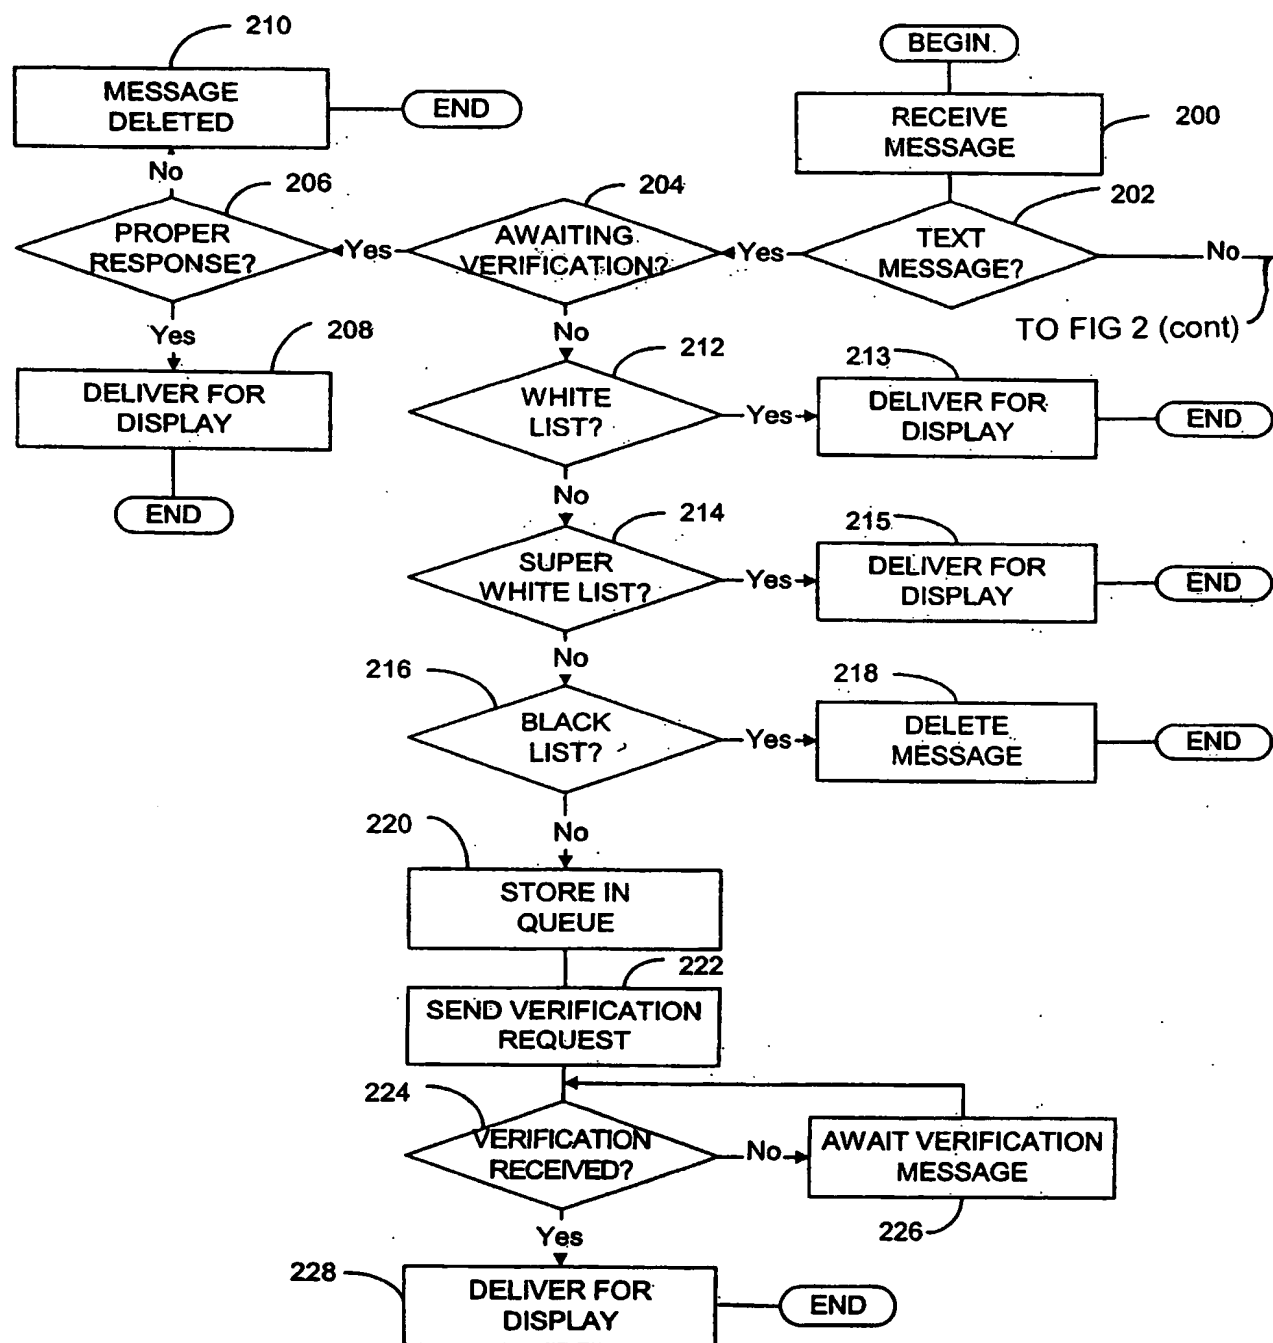 210
BEGIN
MESSAGE
DELETED
END
RECEIVE
MESSAGE
200
No
206
204
202
PROPER
RESPONSE?
Yes
AWAITING
VERIFICATION?
Yes
TEXT
MESSAGE?
No
TO FIG 2 (cont)
Yes
208
No
212
213
DELIVER FOR
DISPLAY
WHITE
LIST?
Yes
DELIVER FOR
DISPLAY
END
END
No
214
215
SUPER
WHITE LIST?
Yes
DELIVER FOR
DISPLAY
END
No
216
218
BLACK
LIST?
Yes
DELETE
MESSAGE
END
No
220
STORE IN
QUEUE
222
SEND VERIFICATION
REQUEST
224
VERIFICATION
RECEIVED?
No
AWAIT VERIFICATION
MESSAGE
226
Yes
228
DELIVER FOR
DISPLAY
END